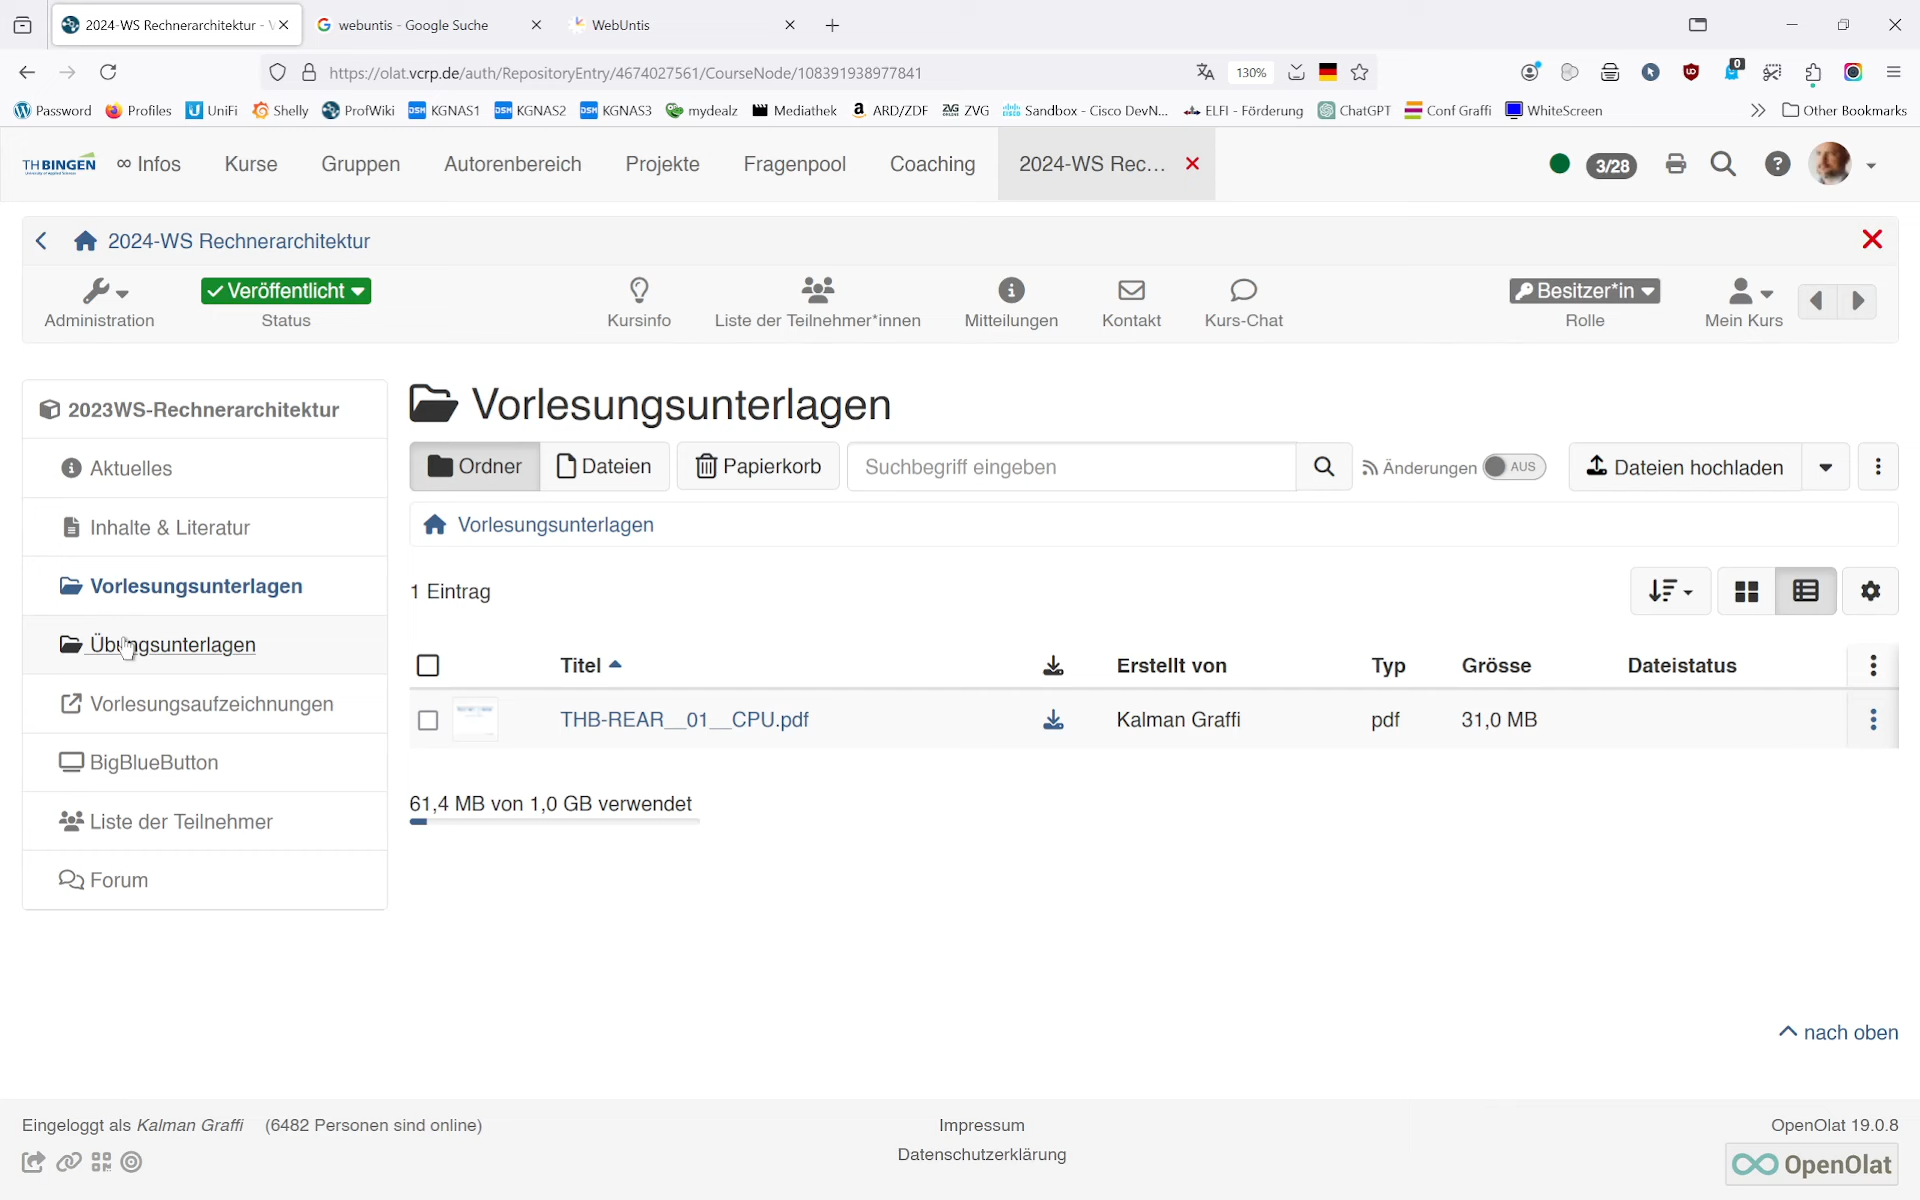 2024-WS Rechnerarchitektur -
webuntis - Google Suche
WebUntis
https://olat.vcrp.de/auth/RepositoryEntry/4674027561/CourseNode/108391938977841
130%
0
Password
Profiles
UniFi
Shelly
ProfWiki
DSM KGNAS1
DSM KGNAS2
DSM KGNAS3
mydealz
Mediathek
ARD/ZDF
ZVG
Sandbox - Cisco DevN...
ELFI - Förderung
ChatGPT
Conf Graffi
WhiteScreen
Other Bookmarks
TH BINGEN
∞ Infos
Kurse
Gruppen
Autorenbereich
Projekte
Fragenpool
Coaching
2024-WS Rec...
3/28
2024-WS Rechnerarchitektur
Administration
Veröffentlicht
Status
Kursinfo
Liste der Teilnehmer*innen
Mitteilungen
Kontakt
Kurs-Chat
Besitzer*in
Rolle
Mein Kurs
2023WS-Rechnerarchitektur
Aktuelles
Inhalte & Literatur
Vorlesungsunterlagen
Übungsunterlagen
Vorlesungsaufzeichnungen
BigBlueButton
Liste der Teilnehmer
Forum
Vorlesungsunterlagen
Ordner
Dateien
Papierkorb
Suchbegriff eingeben
Änderungen AUS
Dateien hochladen
Vorlesungsunterlagen
1 Eintrag
Titel Erstellt von Typ Grösse Dateistatus
THB-REAR__01__CPU.pdf Kalman Graffi pdf 31,0 MB
61,4 MB von 1,0 GB verwendet
nach oben
Eingeloggt als Kalman Graffi (6482 Personen sind online)
Impressum
Datenschutzerklärung
OpenOlat 19.0.8
OpenOlat